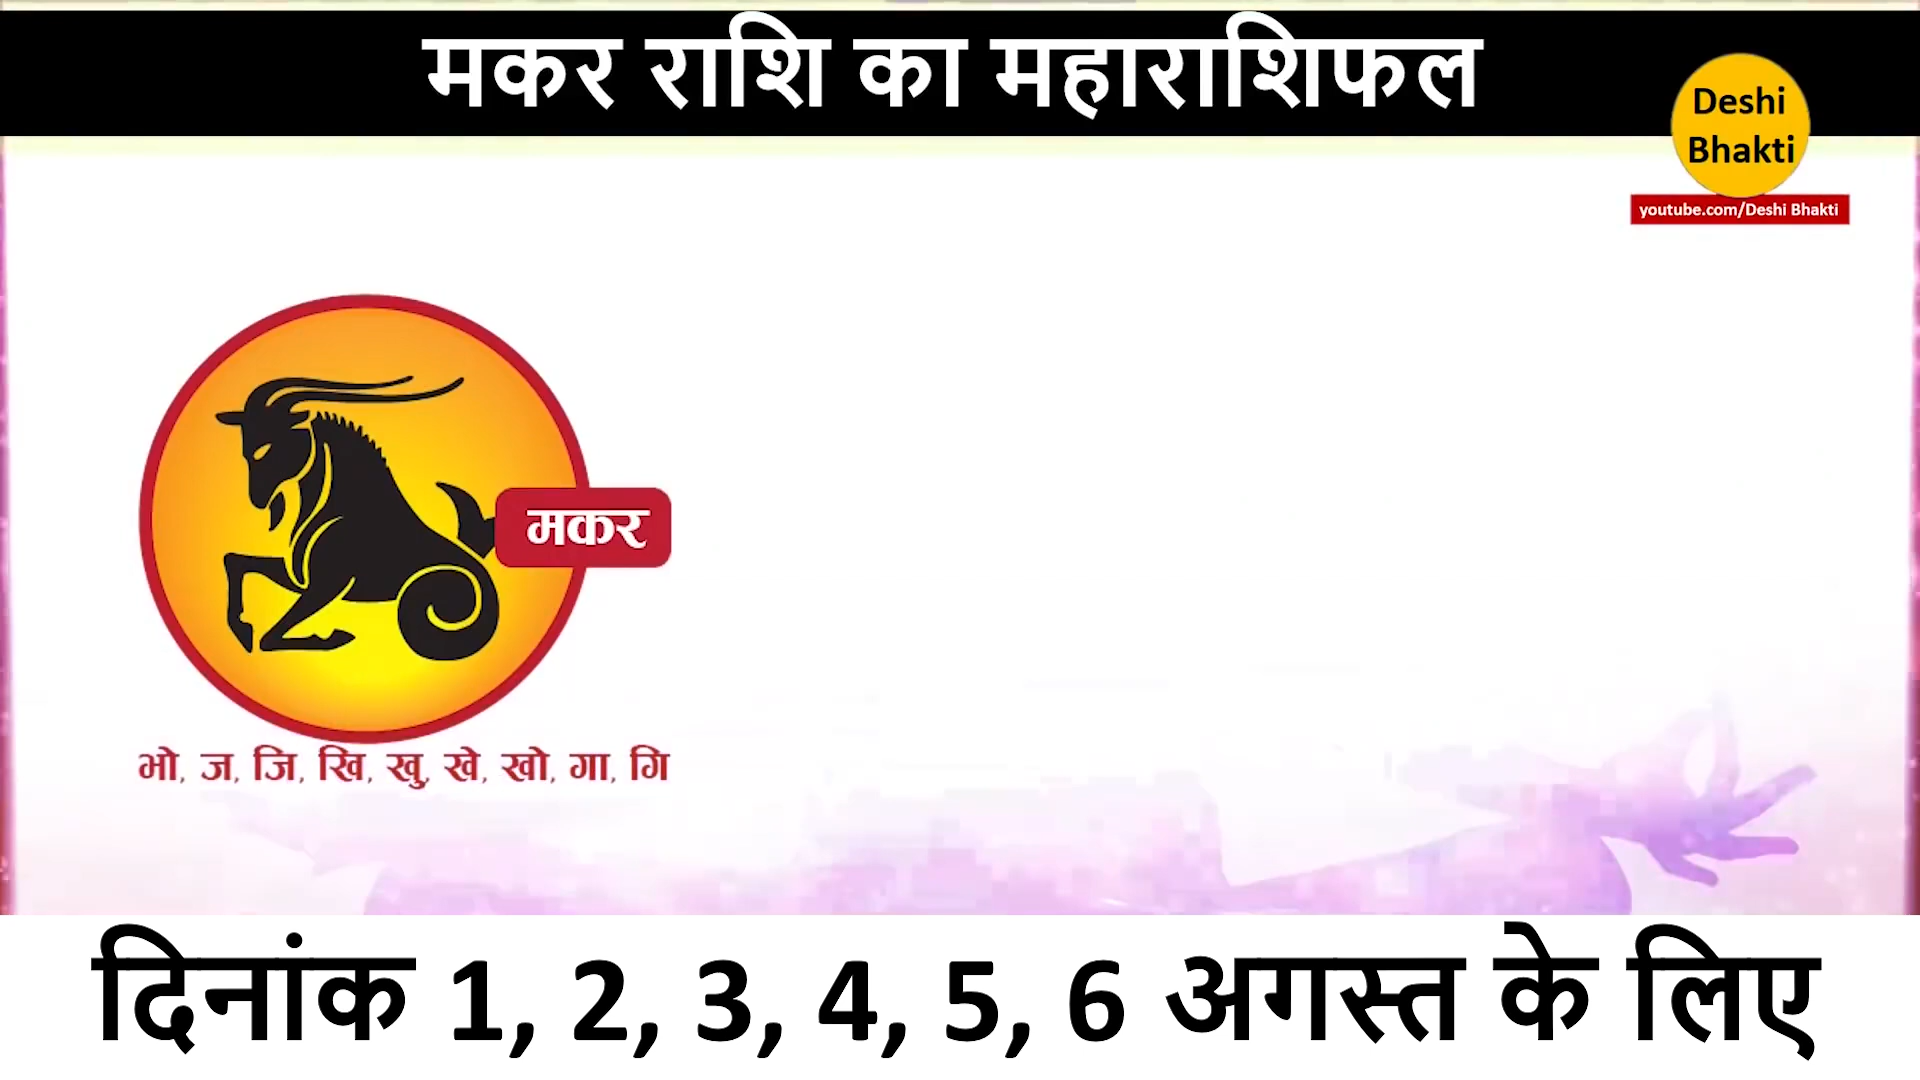 मकर राशि का महाराशिफल
Deshi
Bhakti
youtube.com/Deshi Bhakti
मकर
भो, ज, जि, खि, खु, खे, खो, गा, गि
दिनांक 1, 2, 3, 4, 5, 6 अगस्त के लिए